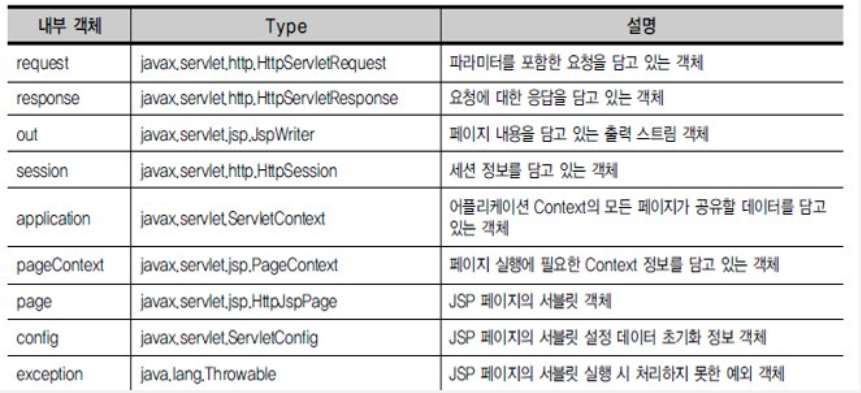 내부 객체 Type 설명
request javax.servlet.http.HttpServletRequest 파라미터를 포함한 요청을 담고 있는 객체
response javax.servlet.http.HttpServletResponse 요청에 대한 응답을 담고 있는 객체
out javax.servlet.jsp.JspWriter 페이지 내용을 담고 있는 출력 스트림 객체
session javax.servlet.http.HttpSession 세션 정보를 담고 있는 객체
application javax.servlet.ServletContext 어플리케이션 Context의 모든 페이지가 공유할 데이터를 담고
있는 객체
pageContext javax.servlet.jsp.PageContext 페이지 실행에 필요한 Context 정보를 담고 있는 객체
page javax.servlet.jsp.HttpJspPage JSP 페이지의 서블릿 객체
config javax.servlet.ServletConfig JSP 페이지의 서블릿 설정 데이터 초기화 정보 객체
exception java.lang.Throwable JSP 페이지의 서블릿 실행 시 처리하지 못한 예외 객체